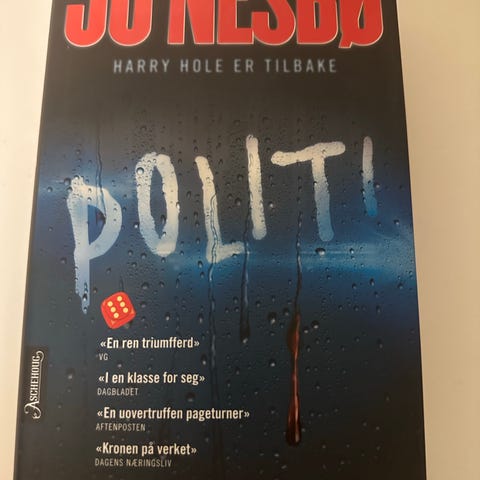 JO NESBØ
HARRY HOLE ER TILBAKE
POLITI
«En ren triumfferd»
VG
«I en klasse for seg»
DAGBLADET
«En uovertruffen pageturner»
AFTENPOSTEN
«Kronen på verket»
DAGENS NÆRINGSLIV
ASCHEHOUG